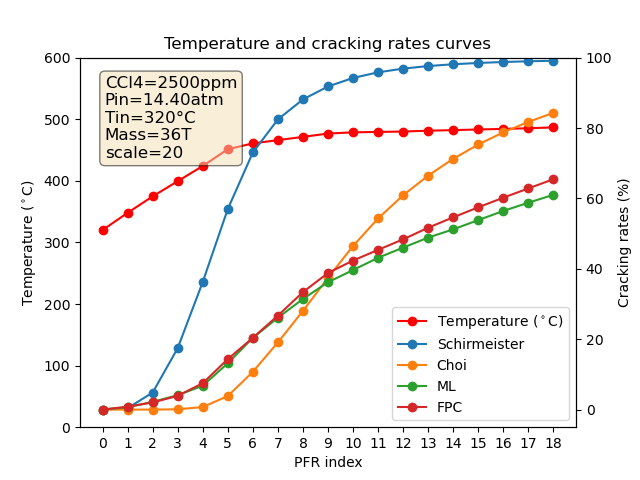 Temperature and cracking rates curves
CCl4=2500ppm
Pin=14.40atm
Tin=320°C
Mass=36T
scale=20
600
500
400
300
200
100
0
Temperature (°C)
100
80
60
40
20
0
Cracking rates (%)
Temperature (°C)
Schirmeister
Choi
ML
FPC
0 1 2 3 4 5 6 7 8 9 10 11 12 13 14 15 16 17 18
PFR index